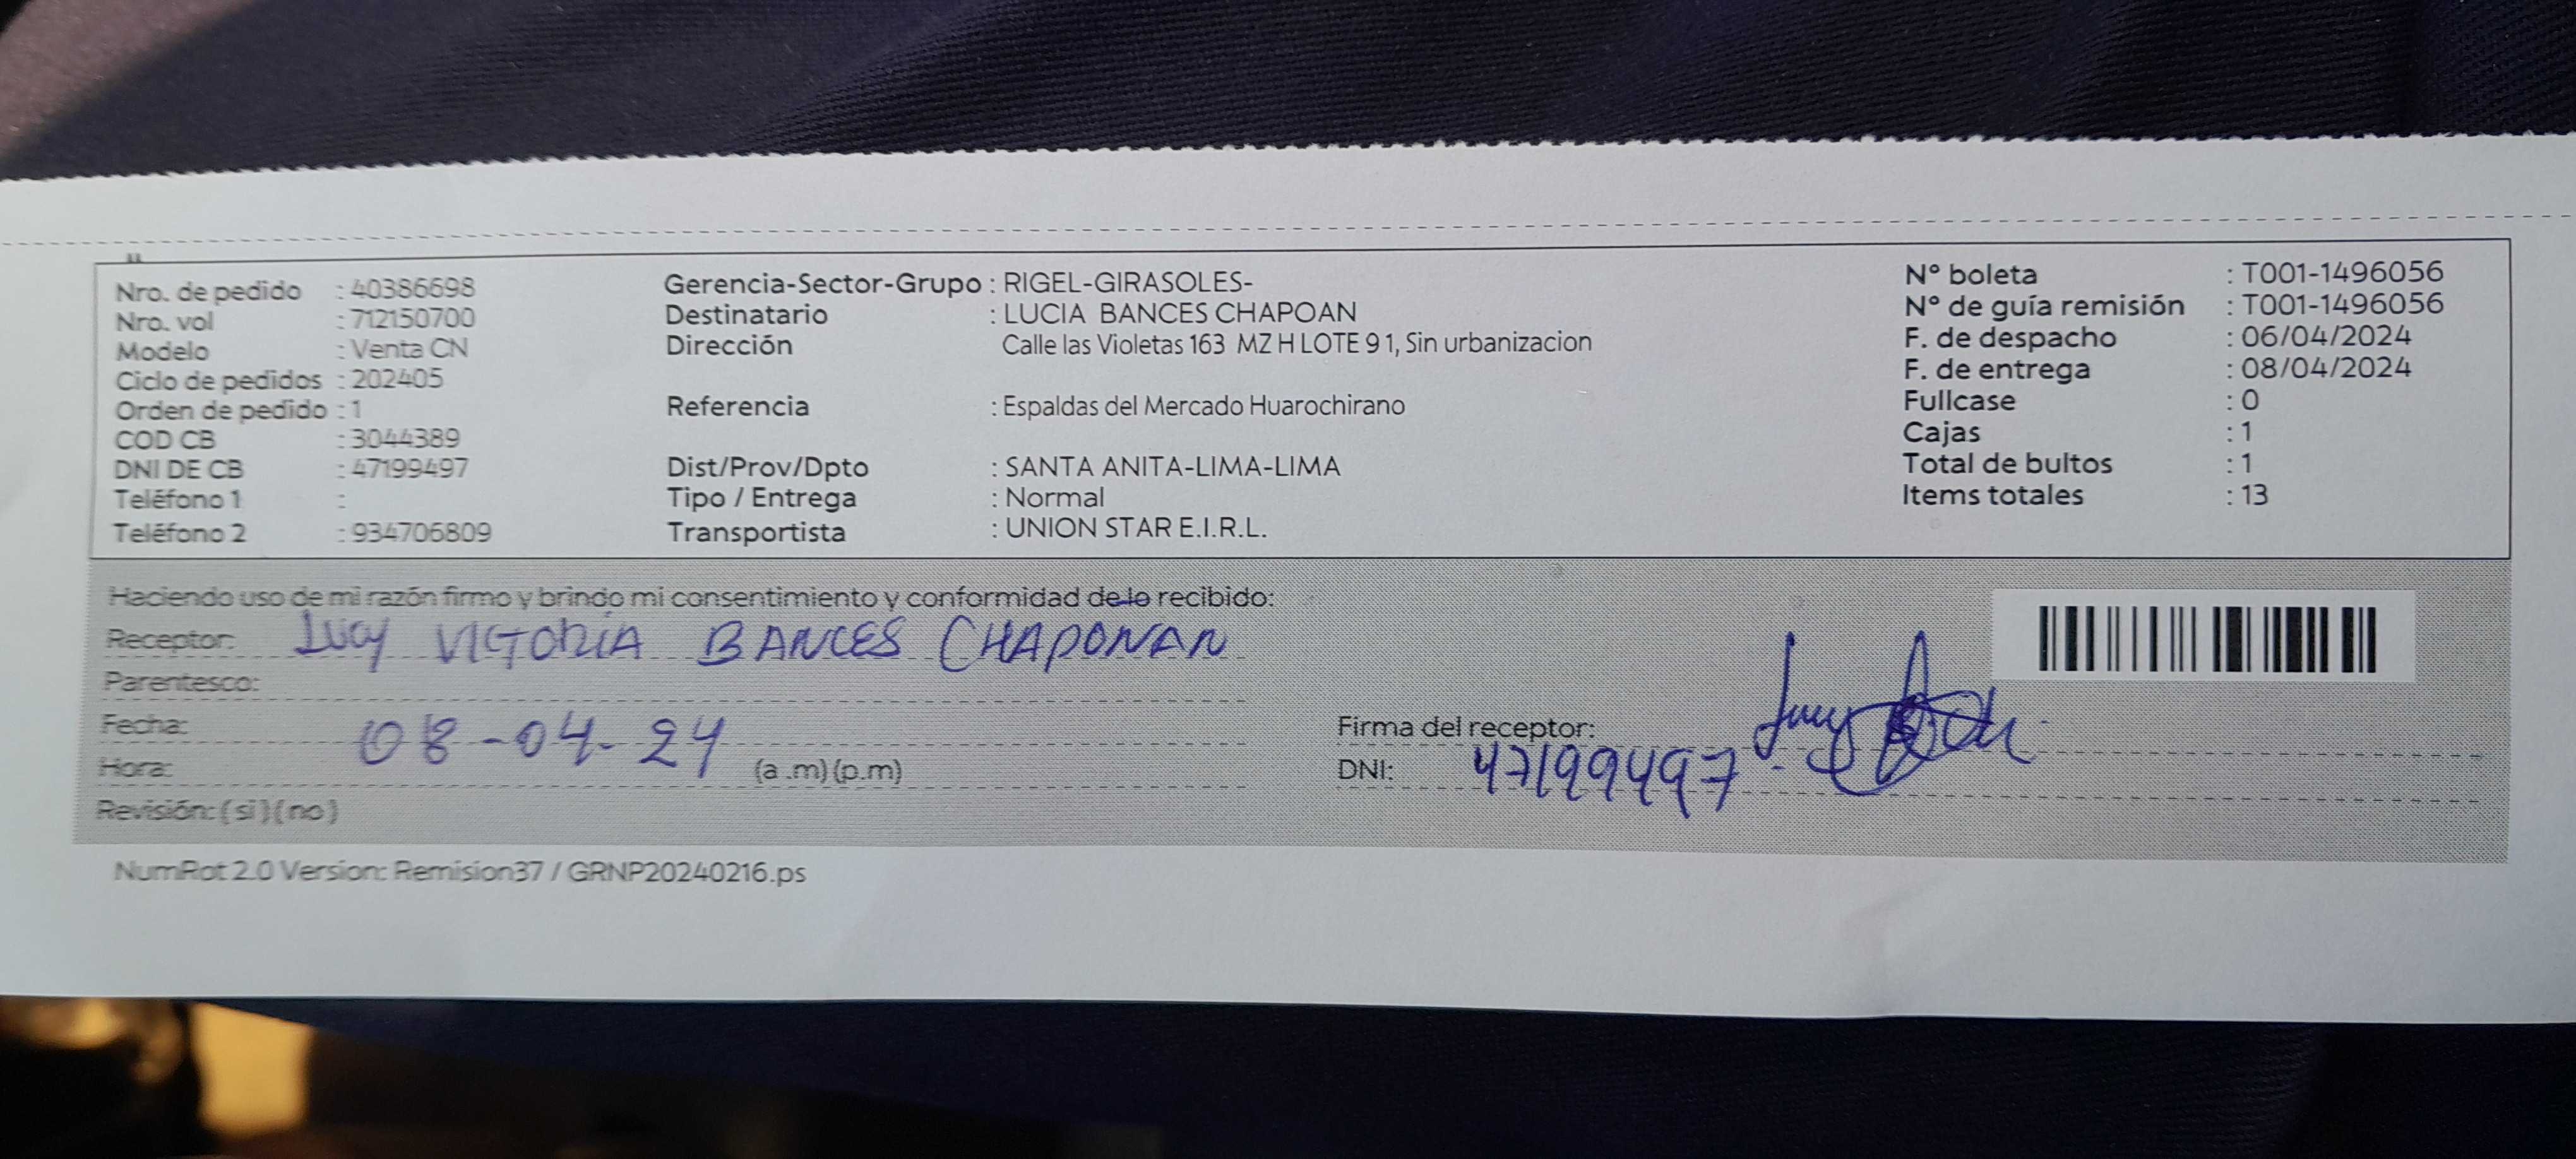 Nro. de pedido : 40386698
Nro. vol : 712150700
Modelo : Venta CN
Ciclo de pedidos : 202405
Orden de pedido : 1
COD CB : 3044389
DNI DE CB : 47199497
Teléfono 1 :
Teléfono 2 : 934706809
Gerencia-Sector-Grupo : RIGEL-GIRASOLES-
Destinatario : LUCIA BANCES CHAPOAN
Dirección Calle las Violetas 163 MZ H LOTE 9 1, Sin urbanizacion
Referencia : Espaldas del Mercado Huarochirano
Dist/Prov/Dpto : SANTA ANITA-LIMA-LIMA
Tipo / Entrega : Normal
Transportista : UNION STAR E.I.R.L.
N° boleta : T001-1496056
N° de guía remisión : T001-1496056
F. de despacho : 06/04/2024
F. de entrega : 08/04/2024
Fullcase : 0
Cajas : 1
Total de bultos : 1
Items totales : 13
Haciendo uso de mi razón firmo y brindo mi consentimiento y conformidad de lo recibido:
Receptor: Lucy VICTORIA BANCES CHAPONAN
Parentesco:
Fecha: 08-04-24
Hora: (a .m) (p.m)
Revisión: ( si ) ( no )
Firma del receptor:
DNI: 47199497
NumRot 2.0 Version: Remision37 / GRNP20240216.ps